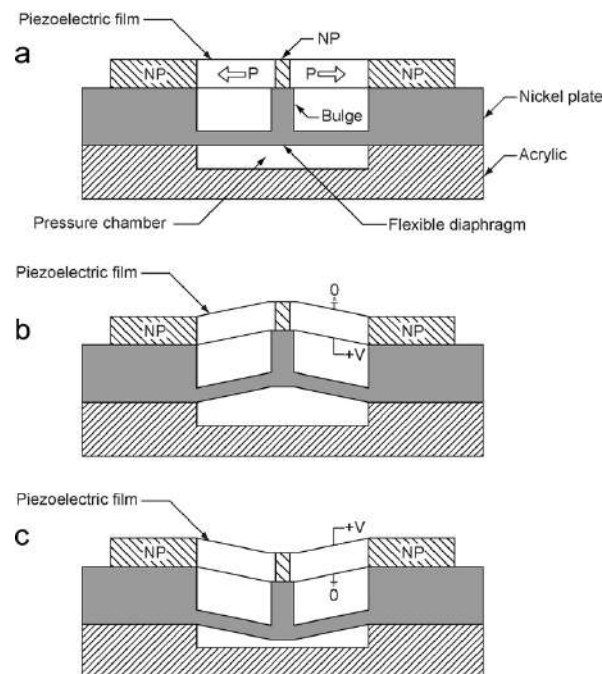 Piezoelectric film
NP
a
NP
P
P
NP
Bulge
Nickel plate
Acrylic
Pressure chamber
Flexible diaphragm
Piezoelectric film
0
b
NP
NP
+V
Piezoelectric film
+V
c
NP
NP
0